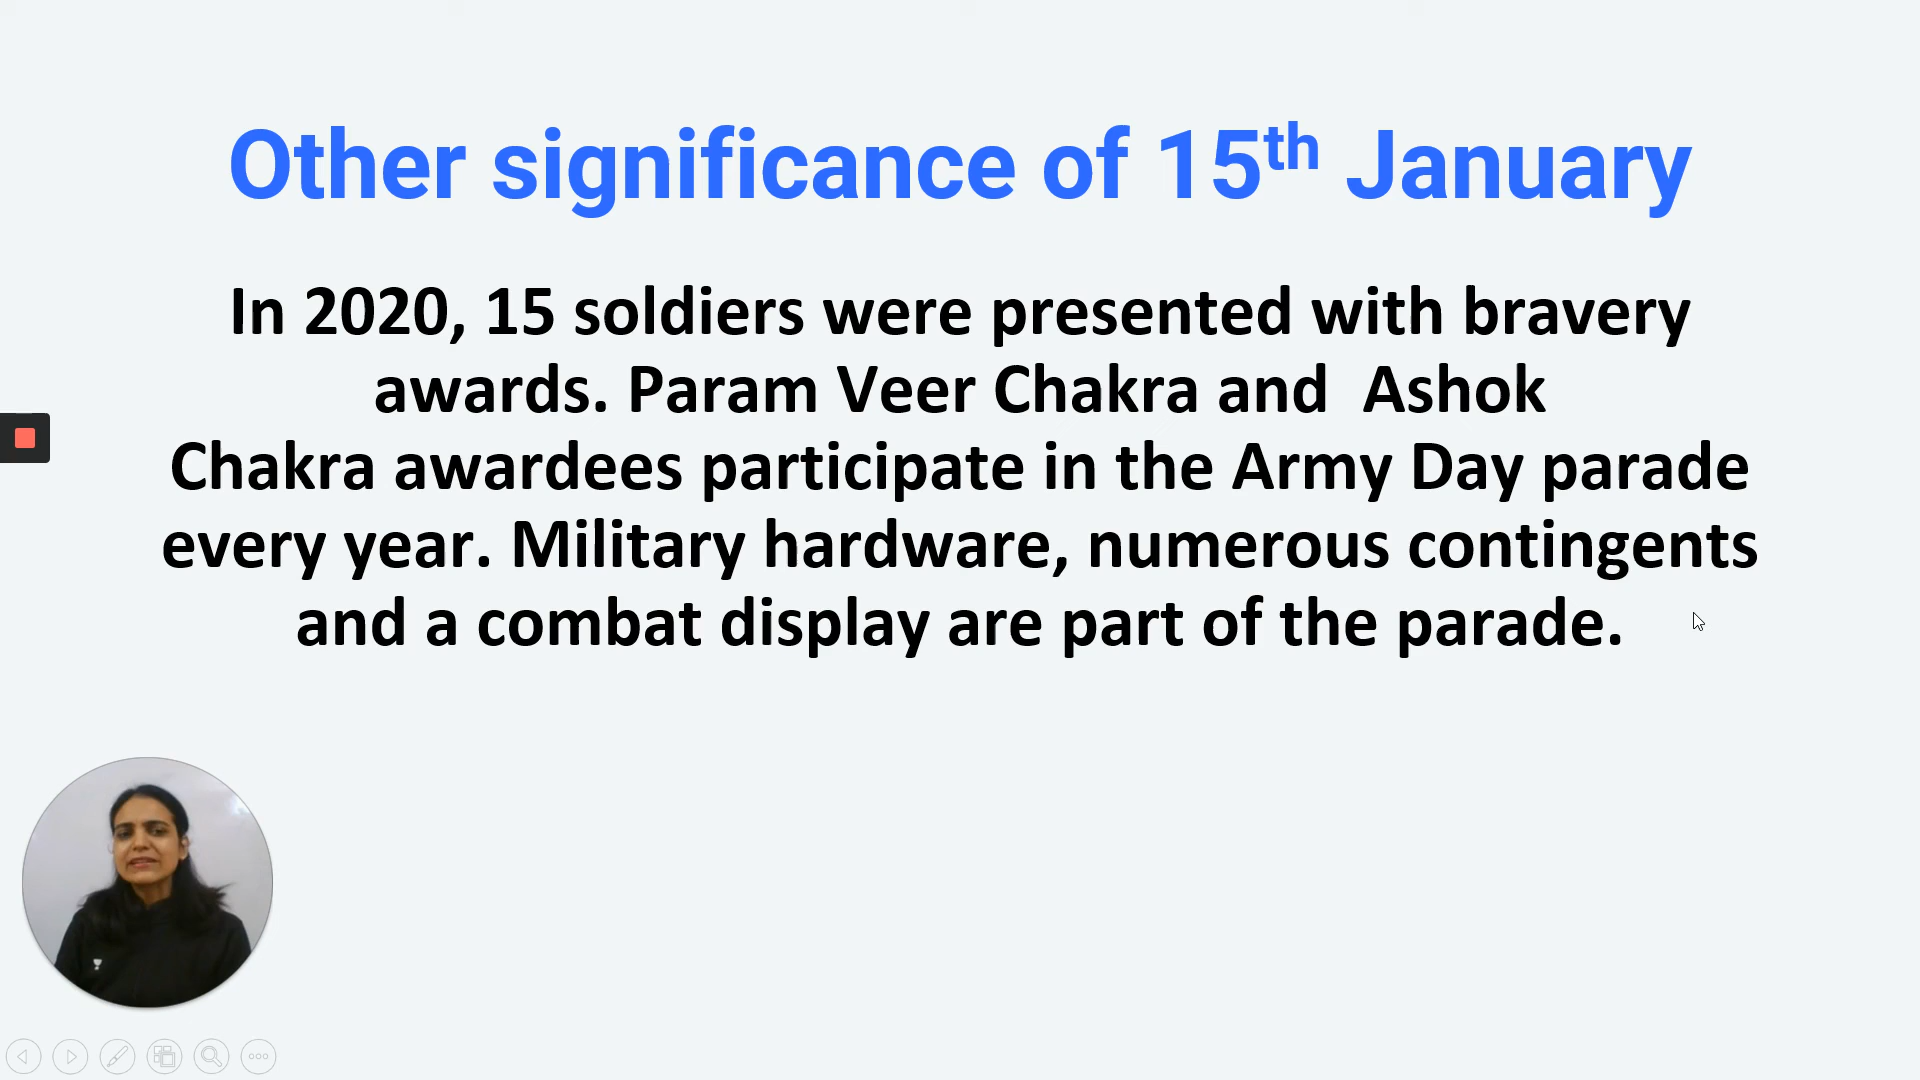 Other significance of 15th January
In 2020, 15 soldiers were presented with bravery
awards. Param Veer Chakra and  Ashok
Chakra awardees participate in the Army Day parade
every year. Military hardware, numerous contingents
and a combat display are part of the parade.